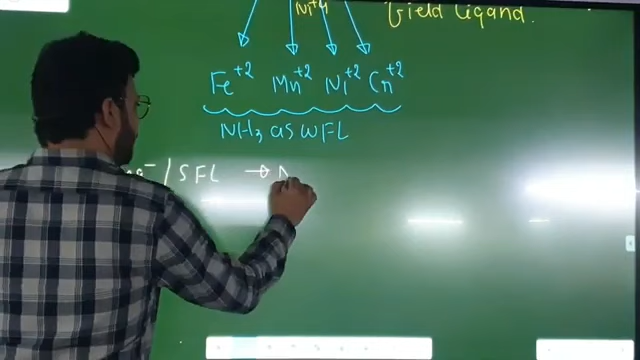 Ni+4
field ligand.
Fe+2 Mn+2 Ni+2 Cn+2
NH3 as WFL
/ SFL →